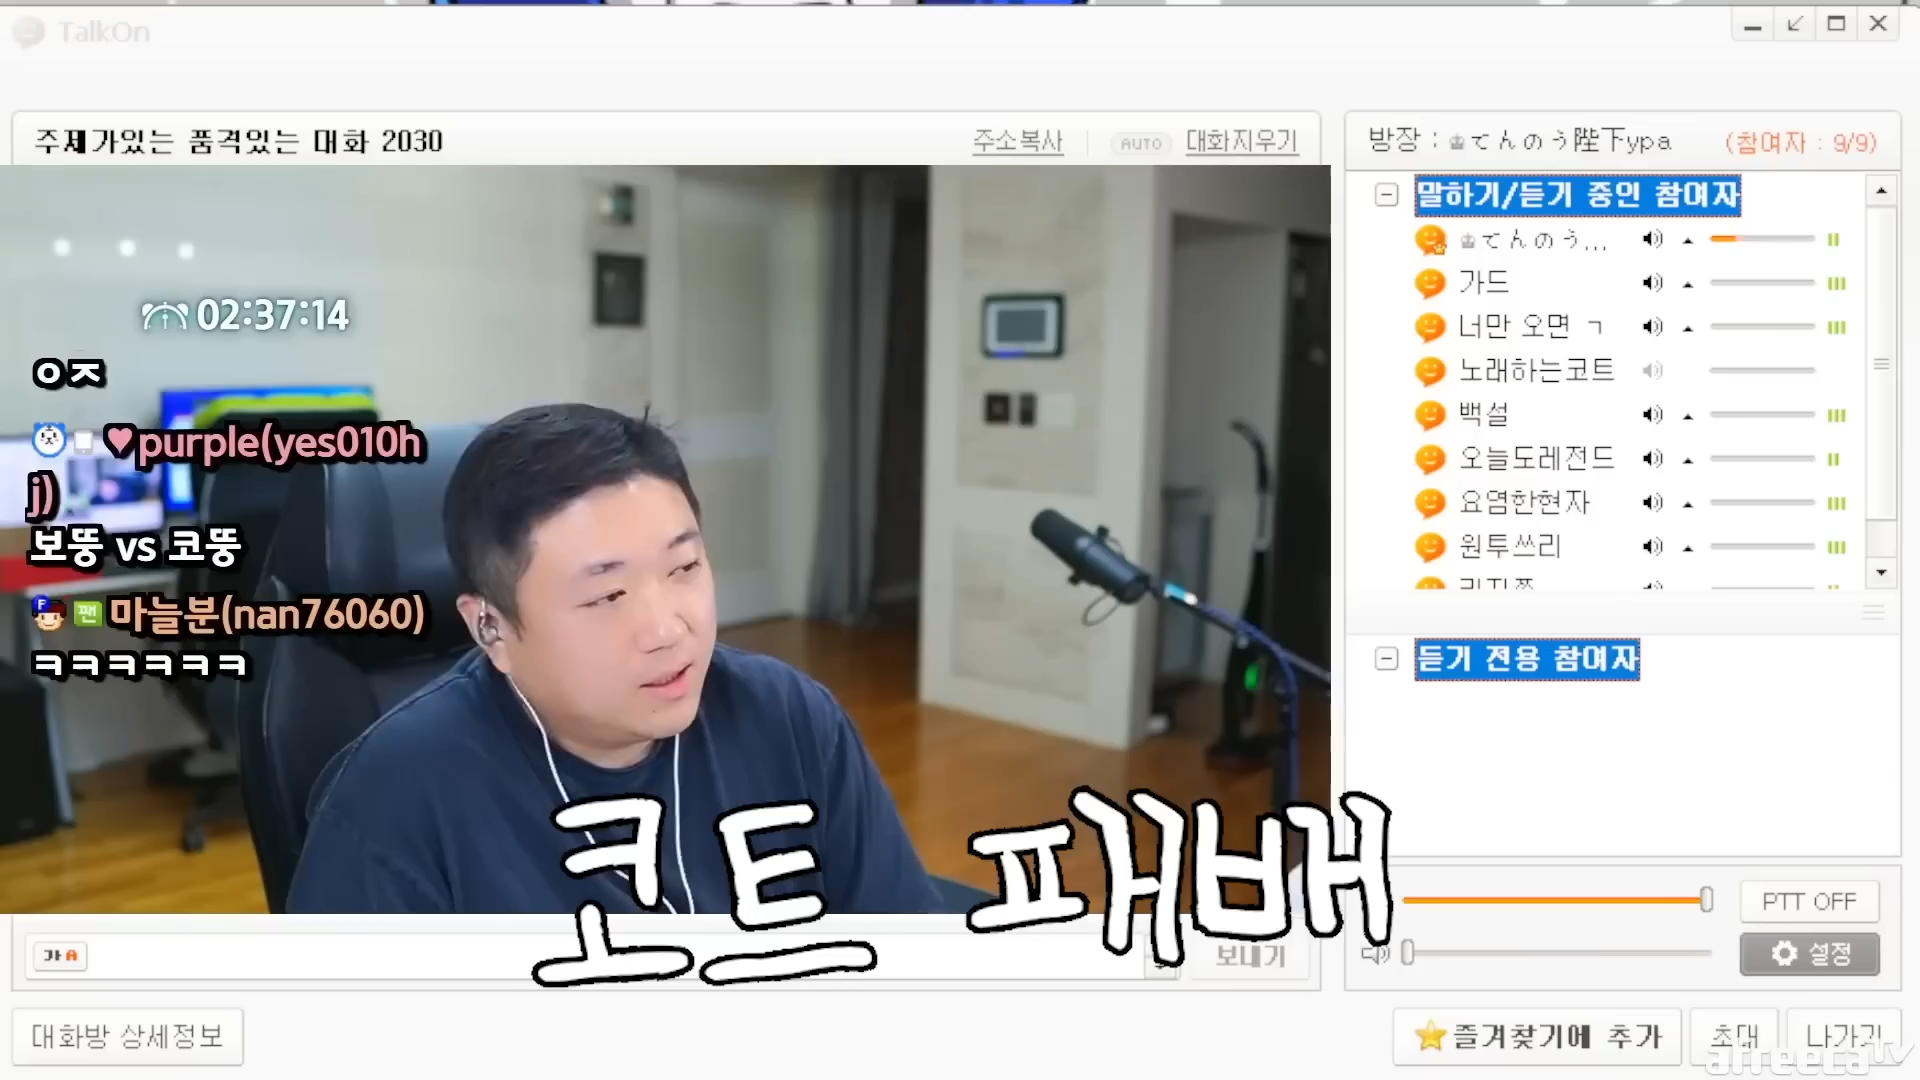 TalkOn
주제가있는 품격있는 대화 2030
주소복사
AUTO
대화지우기
방장 : ♔てんのう陛下ypa
(참여자 : 9/9)
말하기/듣기 중인 참여자
♔てんのう...
가드
너만 오면 ㄱ
노래하는코트
백설
오늘도레전드
요염한현자
원투쓰리
듣기 전용 참여자
02:37:14
ㅇㅈ
♥purple(yes010h
j)
보뚱 vs 코뚱
F 팬 마늘분(nan76060)
ㅋㅋㅋㅋㅋㅋ
코트 패배
가A
보내기
PTT OFF
설정
대화방 상세정보
즐겨찾기에 추가
초대
나가기
afreecaTV